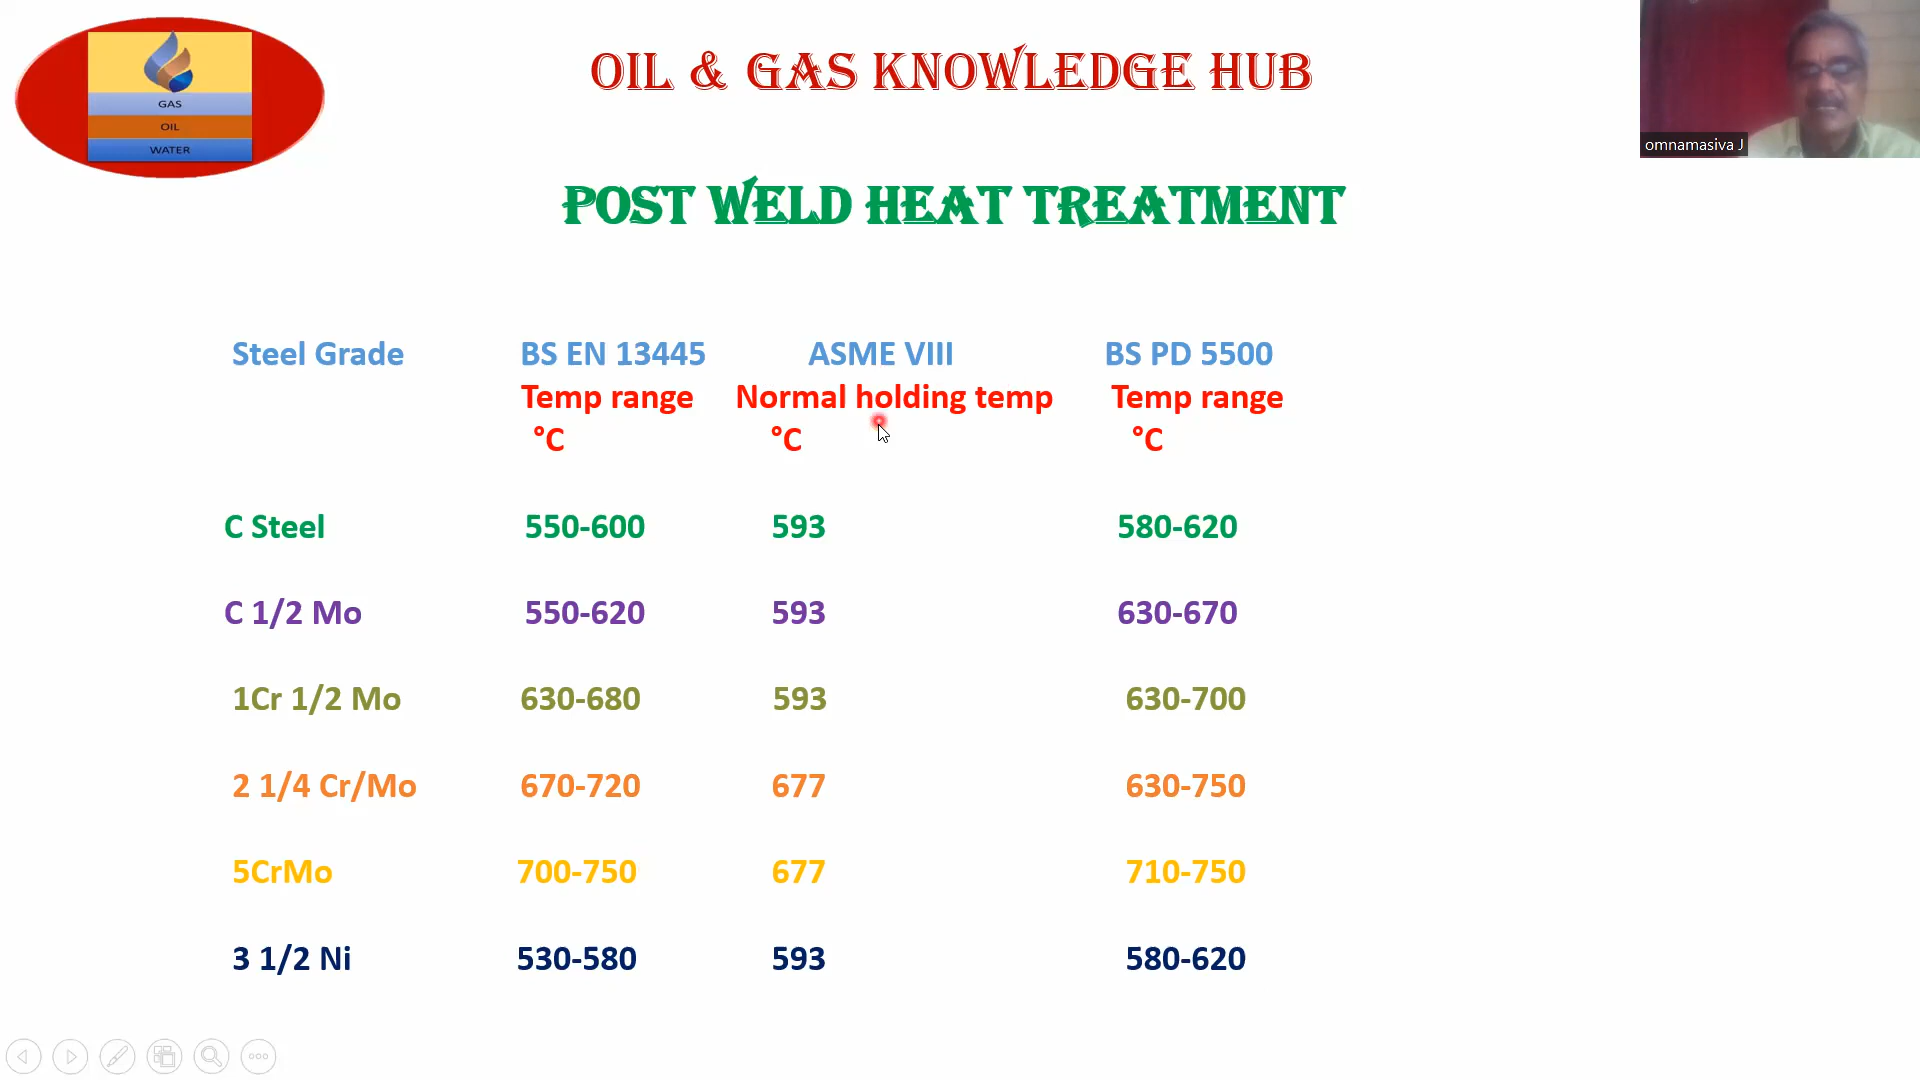 GAS
OIL
WATER
OIL & GAS KNOWLEDGE HUB
omnamasiva J
POST WELD HEAT TREATMENT
Steel Grade BS EN 13445 ASME VIII BS PD 5500
Temp range Normal holding temp Temp range
°C °C °C
C Steel 550-600 593 580-620
C 1/2 Mo 550-620 593 630-670
1Cr 1/2 Mo 630-680 593 630-700
2 1/4 Cr/Mo 670-720 677 630-750
5CrMo 700-750 677 710-750
3 1/2 Ni 530-580 593 580-620